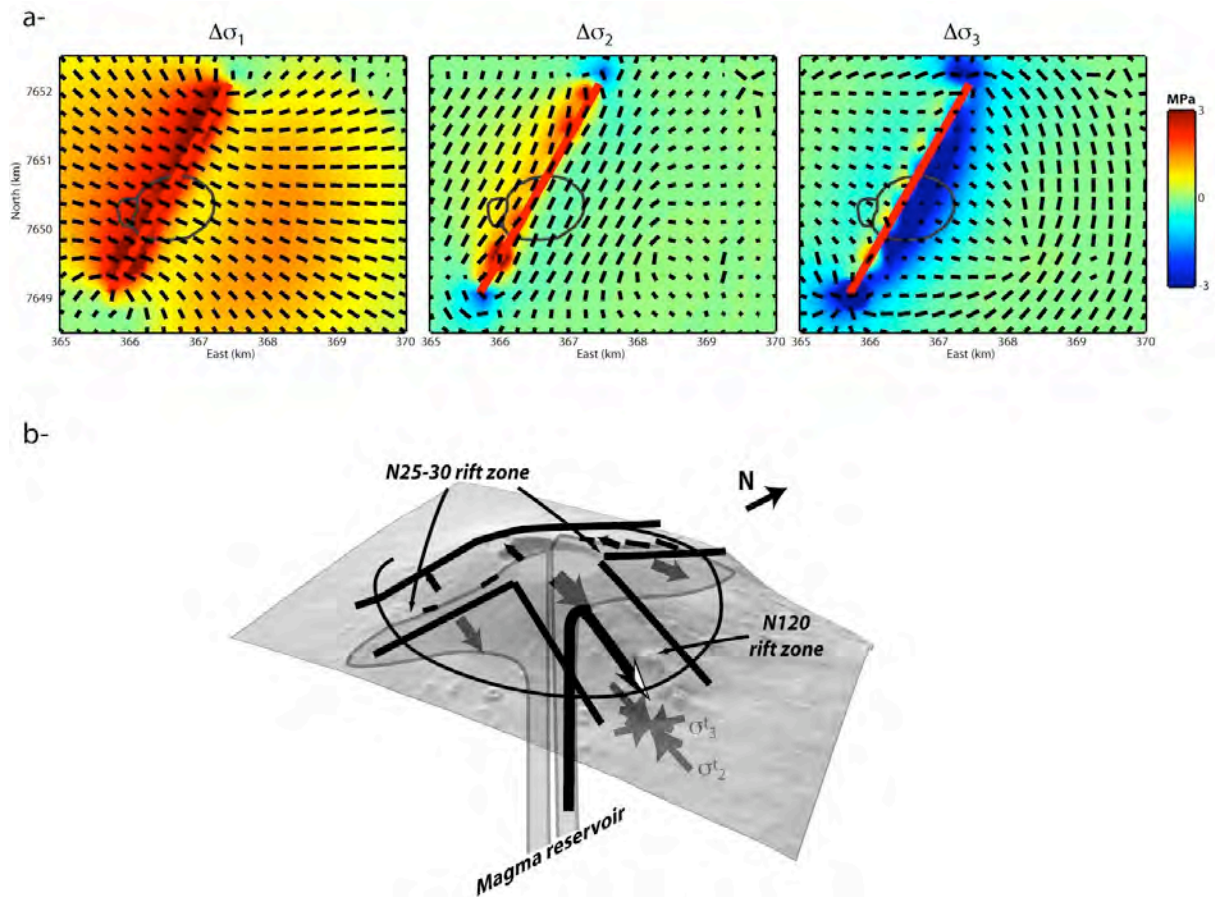 a-
Δσ1 Δσ2 Δσ3
MPa
3
0
-3
North (km)
7652
7651
7650
7649
365 366 367 368 369 370
East (km)
365 366 367 368 369 370
East (km)
365 366 367 368 369 370
East (km)
b-
N25-30 rift zone
N
N120
rift zone
σt3
σt2
Magma reservoir